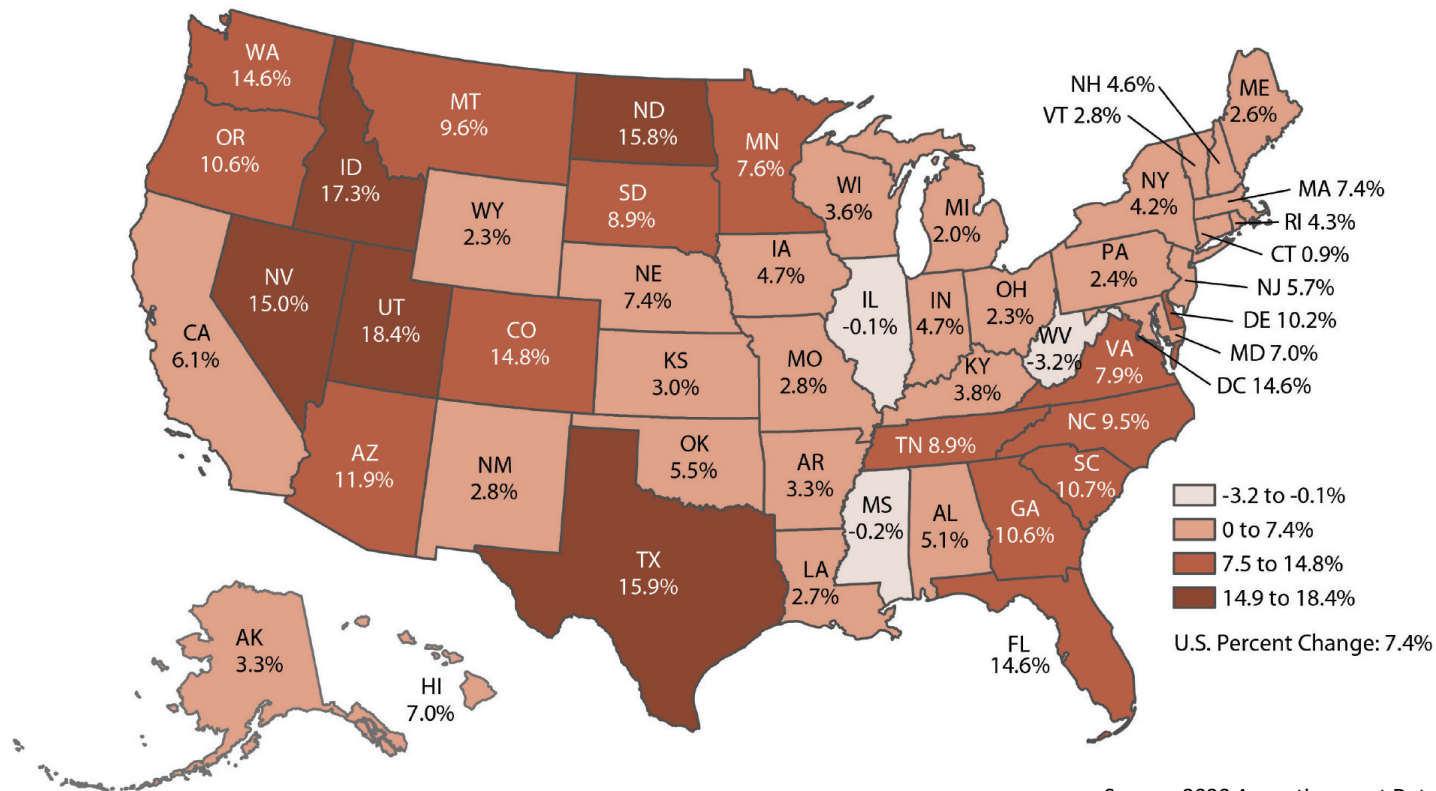 WA
14.6%
MT
9.6%
ND
15.8%
MN
7.6%
OR
10.6%
ID
17.3%
SD
8.9%
WY
2.3%
WI
3.6%
MI
2.0%
NH 4.6%
VT 2.8%
ME
2.6%
NY
4.2%
MA 7.4%
RI 4.3%
CT 0.9%
NJ 5.7%
DE 10.2%
MD 7.0%
DC 14.6%
PA
2.4%
NV
15.0%
UT
18.4%
CA
6.1%
CO
14.8%
NE
7.4%
IA
4.7%
IL
-0.1%
IN
4.7%
OH
2.3%
WV
-3.2%
VA
7.9%
KS
3.0%
MO
2.8%
KY
3.8%
AZ
11.9%
NM
2.8%
OK
5.5%
AR
3.3%
TN 8.9%
NC 9.5%
SC
10.7%
GA
10.6%
MS
-0.2%
AL
5.1%
TX
15.9%
LA
2.7%
FL
14.6%
AK
3.3%
HI
7.0%
-3.2 to -0.1%
0 to 7.4%
7.5 to 14.8%
14.9 to 18.4%
U.S. Percent Change: 7.4%